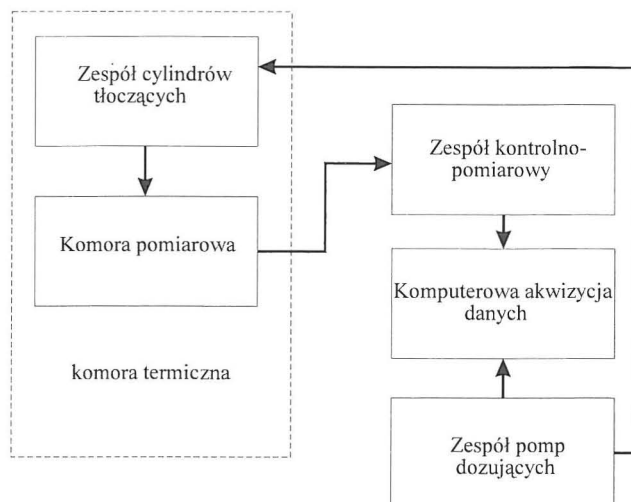 Zespół cylindrów
tłoczących
Zespół kontrolno-
pomiarowy
Komora pomiarowa
Komputerowa akwizycja
danych
komora termiczna
Zespół pomp
dozujących